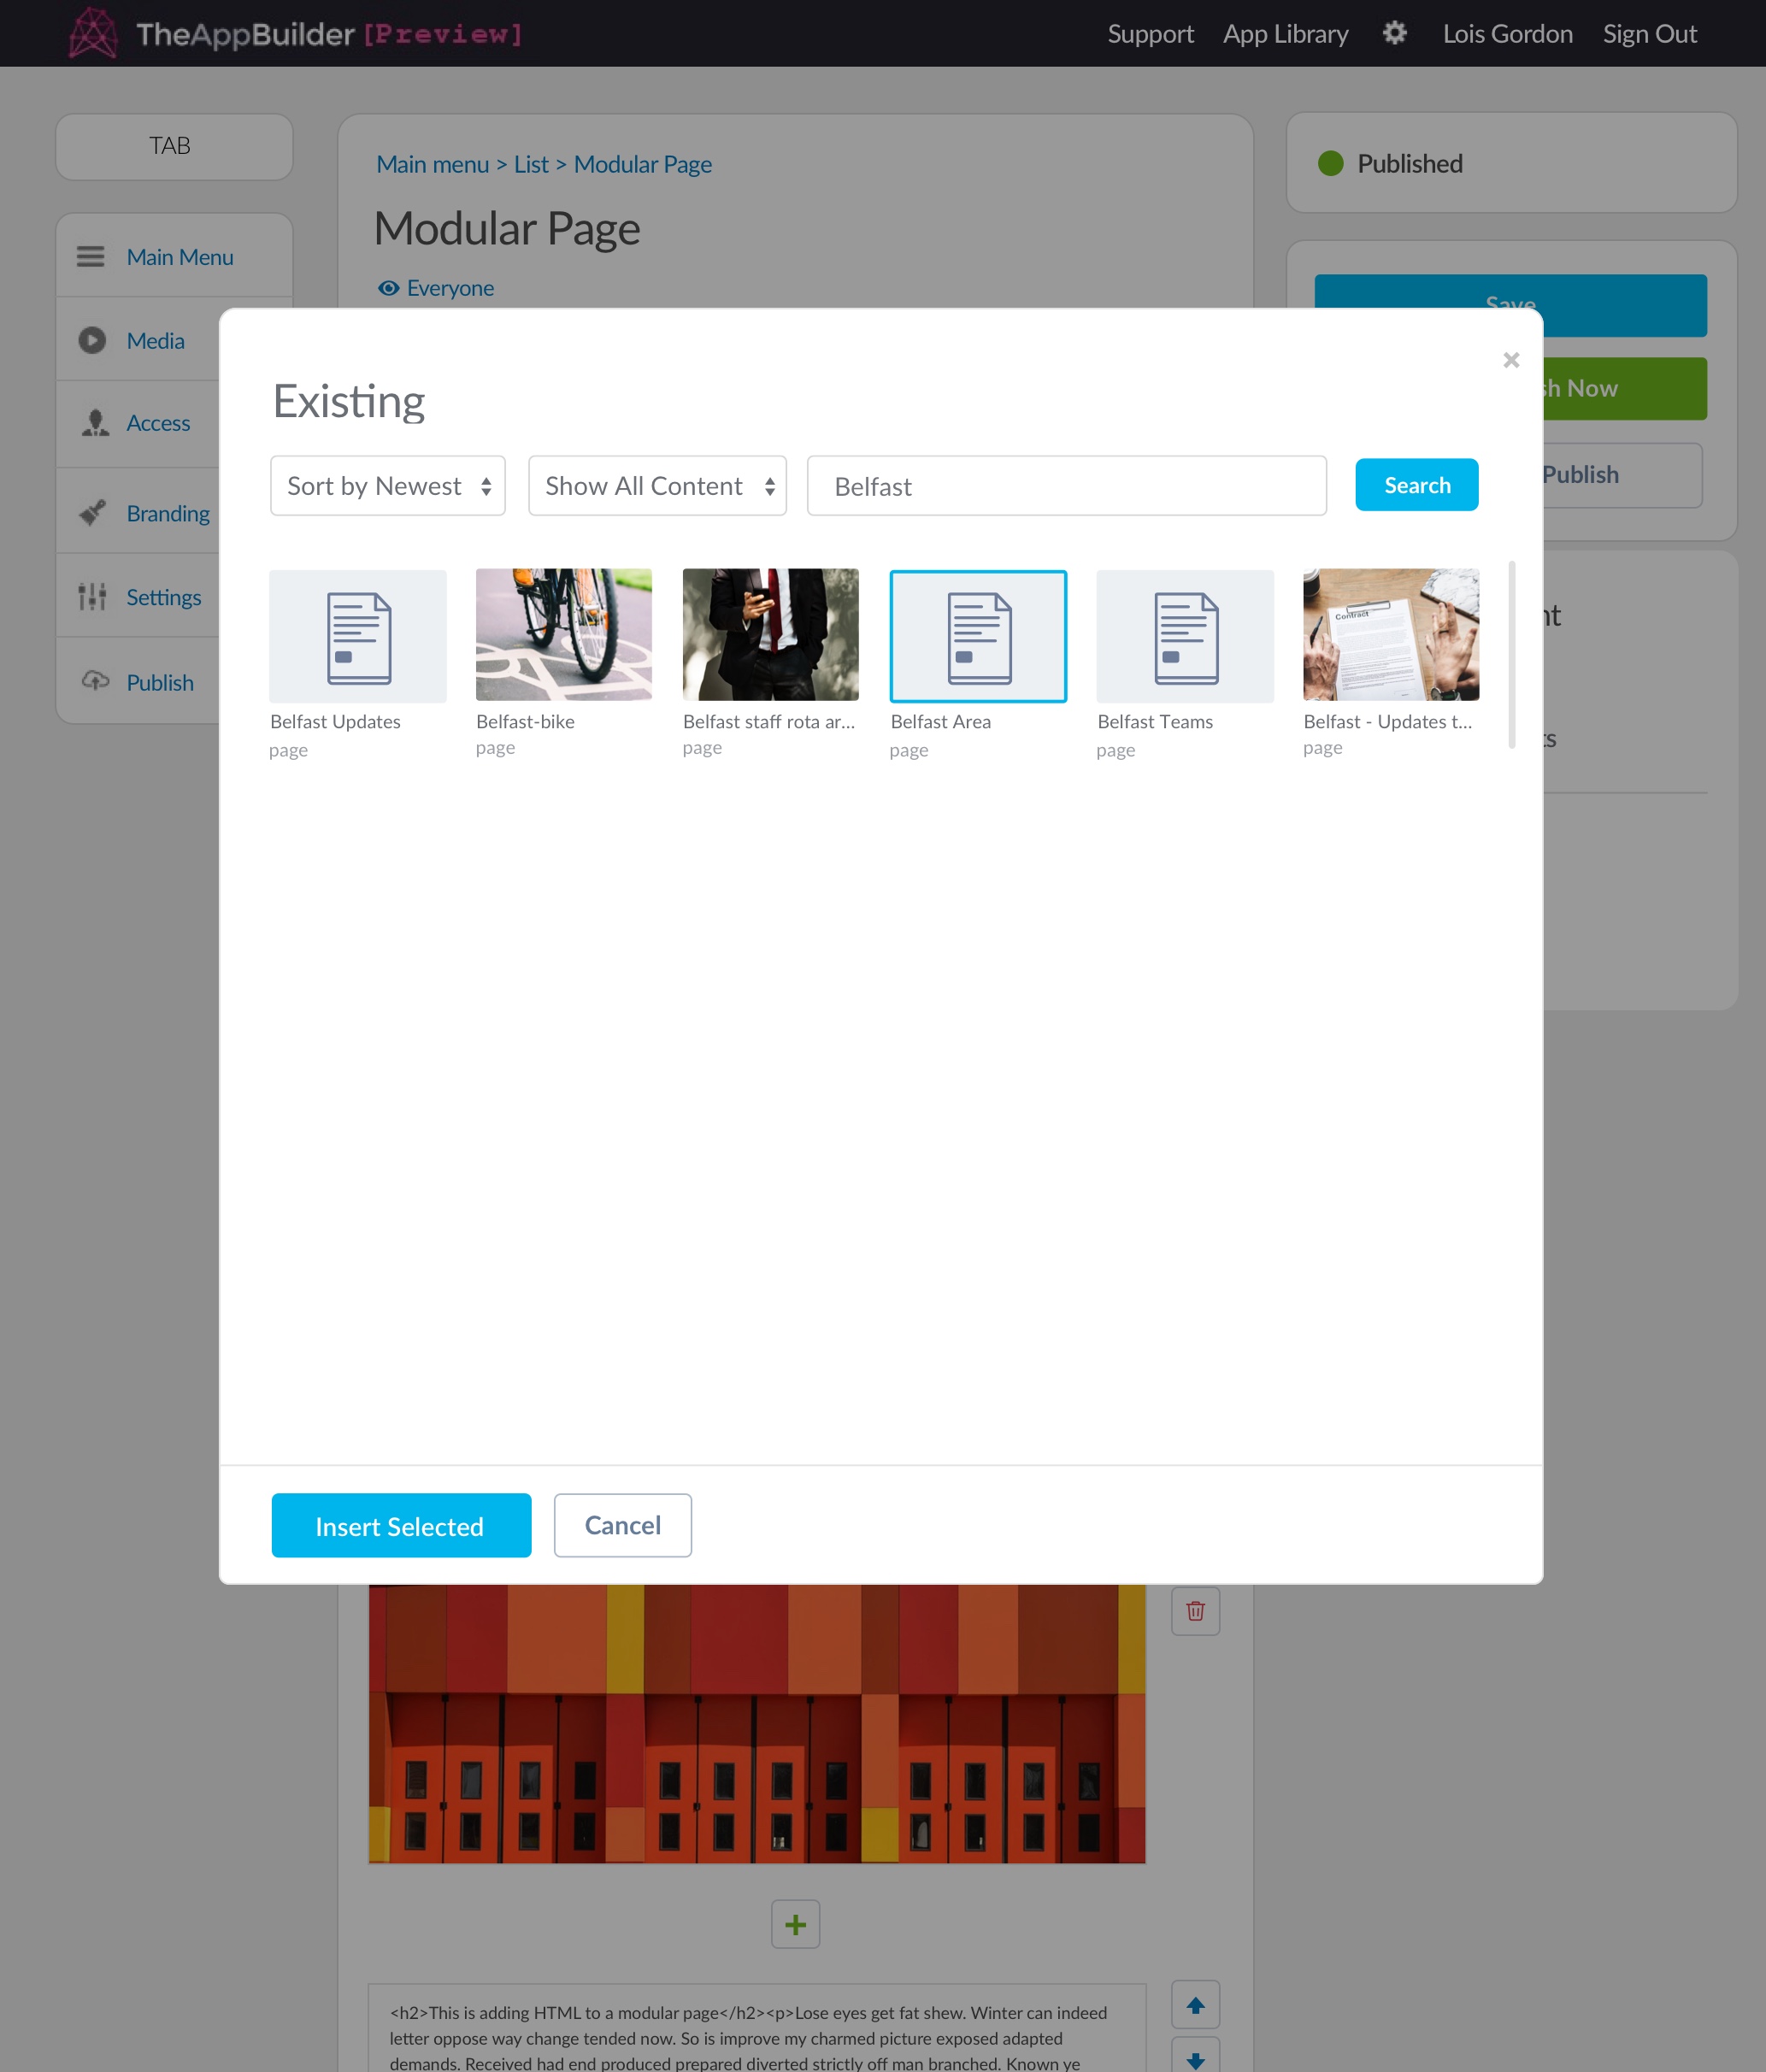 TheAppBuilder [Preview]
Support
App Library
Lois Gordon
Sign Out
TAB
Main Menu
Media
Access
Branding
Settings
Publish
Main menu > List > Modular Page
Modular Page
Everyone
Published
Save
sh Now
Publish
nt
ts
Existing
Sort by Newest
Show All Content
Belfast
Search
Contract
Belfast Updates
page
Belfast-bike
page
Belfast staff rota ar...
page
Belfast Area
page
Belfast Teams
page
Belfast - Updates t...
page
Insert Selected
Cancel
<h2>This is adding HTML to a modular page</h2><p>Lose eyes get fat shew. Winter can indeed
letter oppose way change tended now. So is improve my charmed picture exposed adapted
demands. Received had end produced prepared diverted strictly off man branched. Known ye